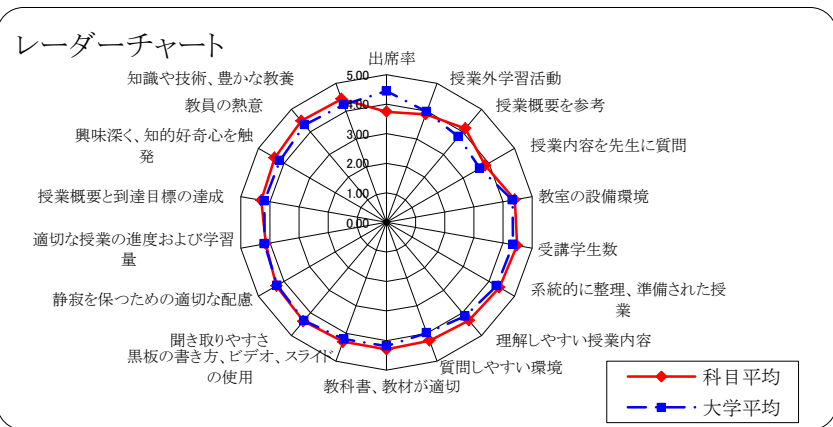 レーダーチャート
出席率
授業外学習活動
授業概要を参考
授業内容を先生に質問
教室の設備環境
受講学生数
系統的に整理、準備された授
業
理解しやすい授業内容
質問しやすい環境
教科書、教材が適切
黒板の書き方、ビデオ、スライド
の使用
聞き取りやすさ
静寂を保つための適切な配慮
適切な授業の進度および学習
量
授業概要と到達目標の達成
興味深く、知的好奇心を触
発
教員の熱意
知識や技術、豊かな教養
5.00
4.00
3.00
2.00
1.00
0.00
科目平均
大学平均